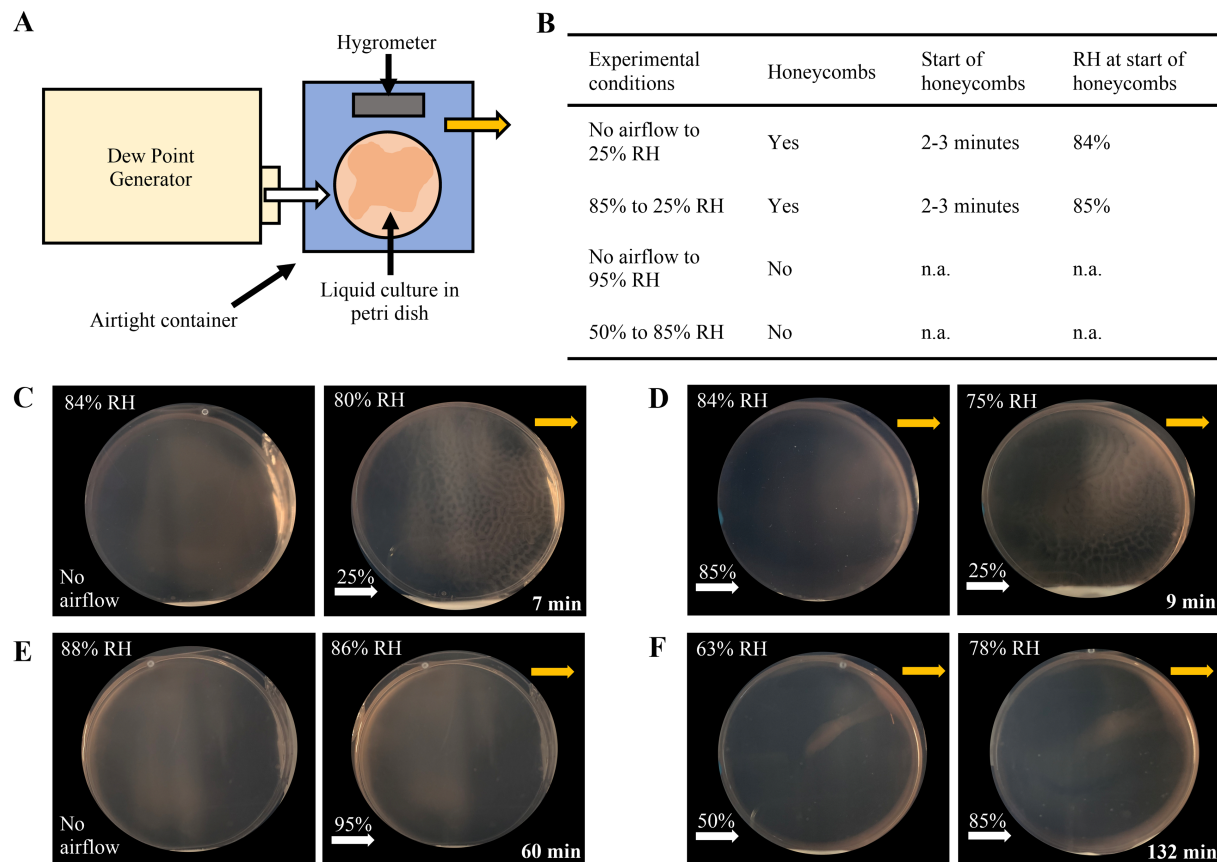 A
Hygrometer
Dew Point
Generator
Airtight container
Liquid culture in
petri dish
B
Experimental
conditions
Honeycombs
Start of
honeycombs
RH at start of
honeycombs
No airflow to
25% RH
Yes
2-3 minutes
84%
85% to 25% RH
Yes
2-3 minutes
85%
No airflow to
95% RH
No
n.a.
n.a.
50% to 85% RH
No
n.a.
n.a.
C
84% RH
No
airflow
80% RH
25%
7 min
D
84% RH
85%
75% RH
25%
9 min
E
88% RH
No
airflow
86% RH
95%
60 min
F
63% RH
50%
78% RH
85%
132 min